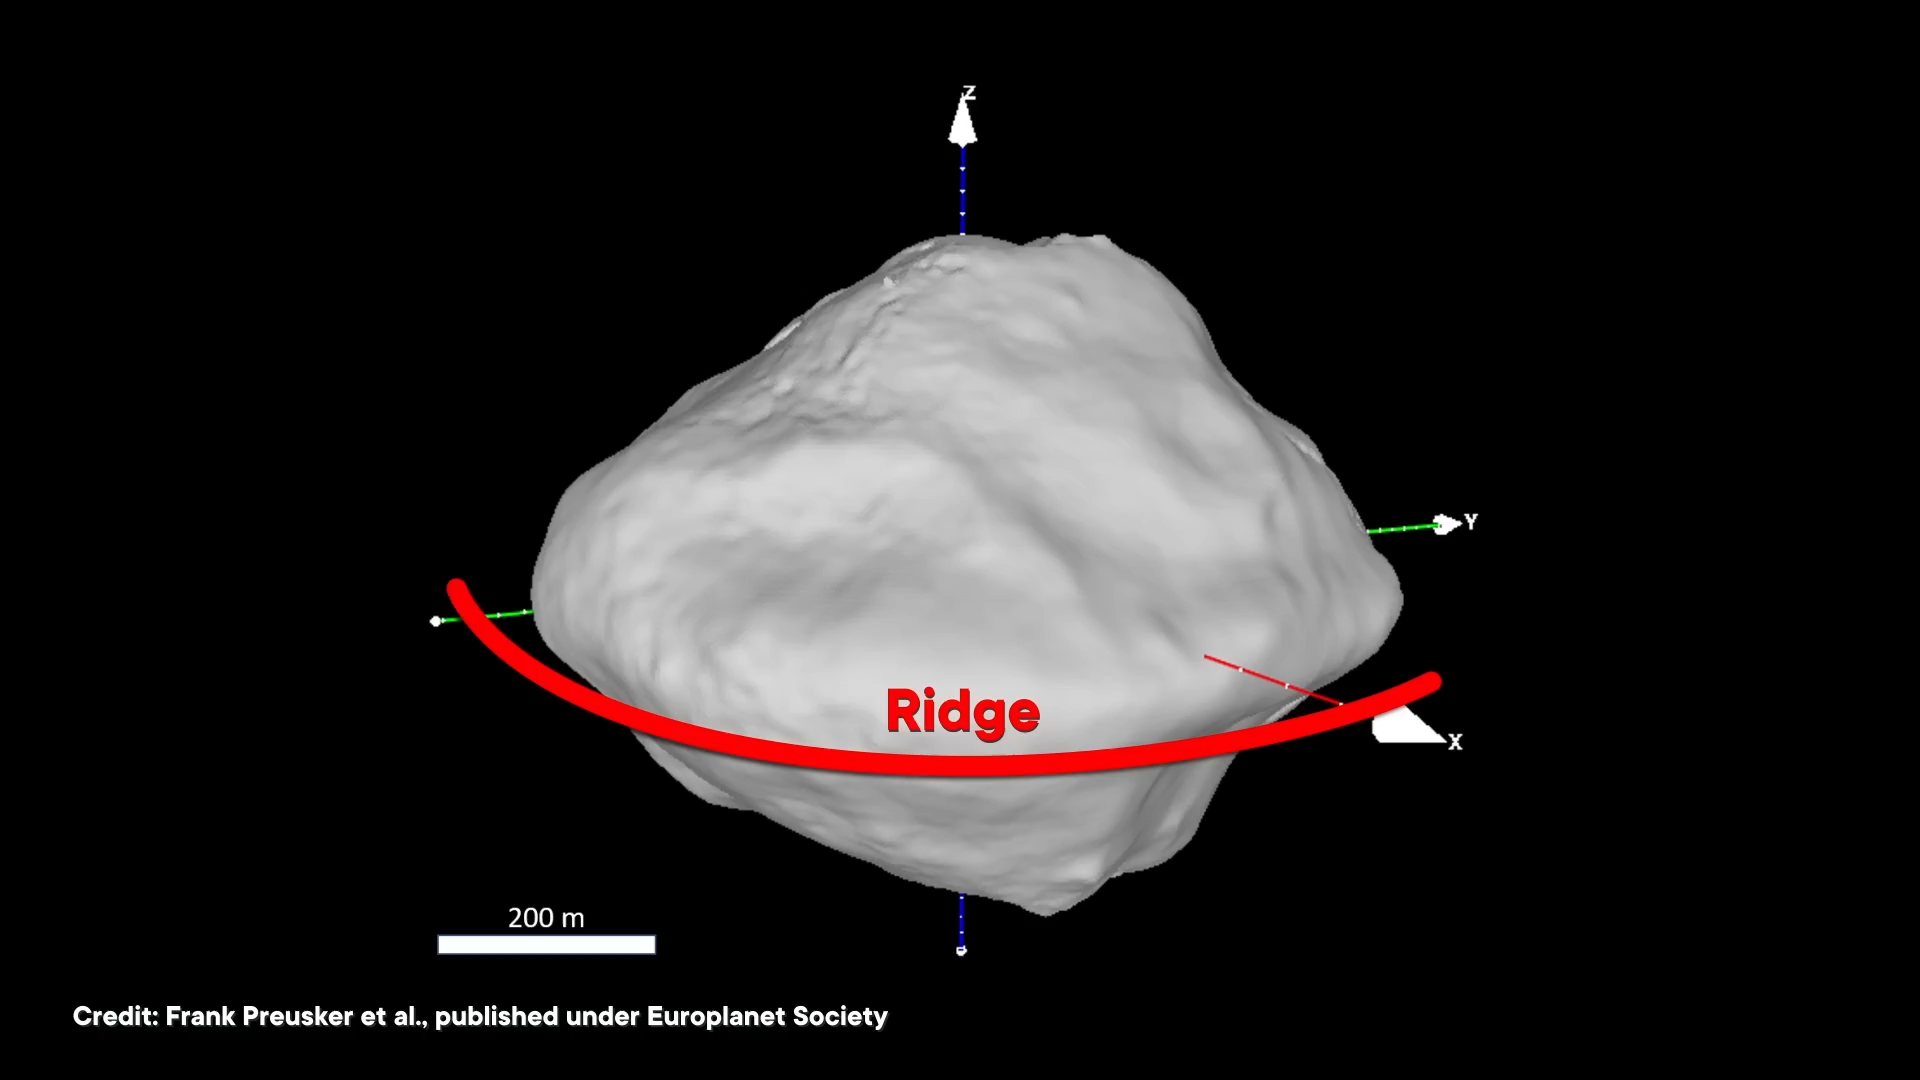 Z
Y
Ridge
X
200 m
Credit: Frank Preusker et al., published under Europlanet Society